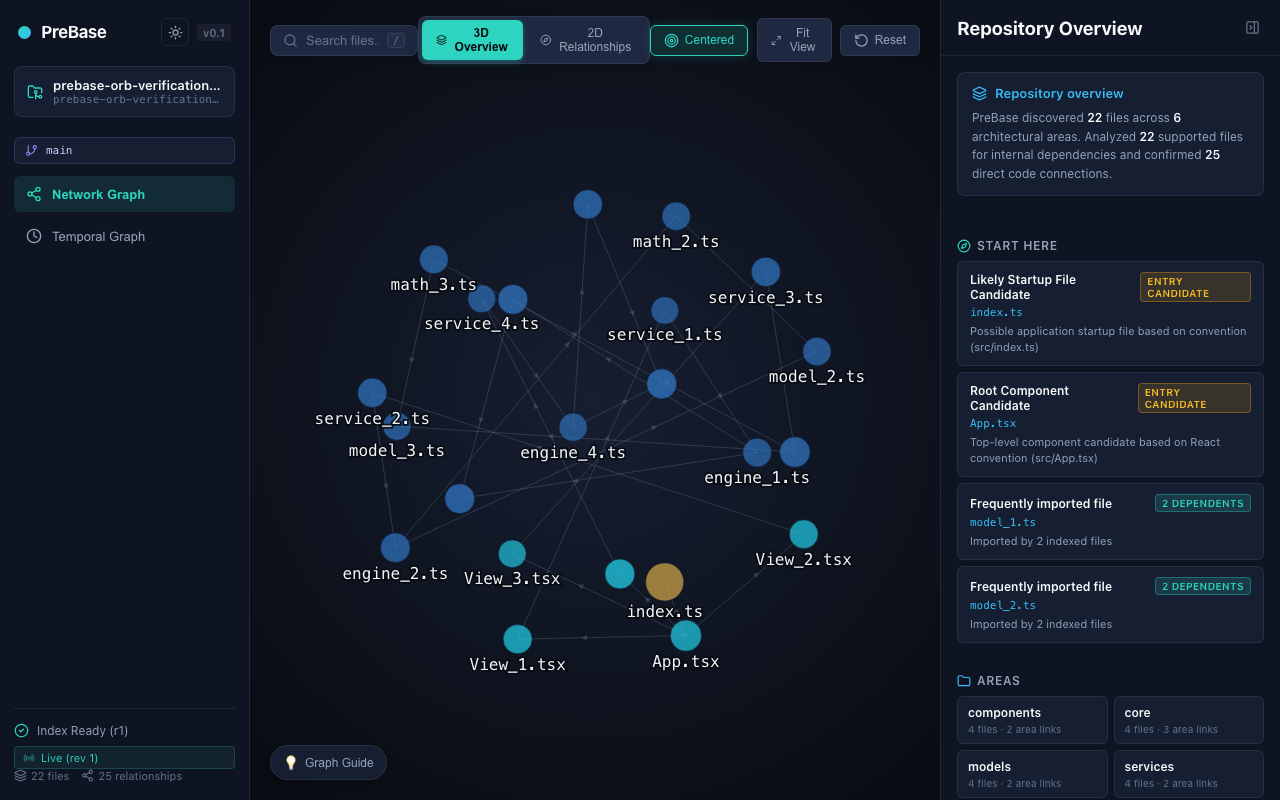 PreBase
v0.1
prebase-orb-verification...
prebase-orb-verification…
main
Network Graph
Temporal Graph
Index Ready (r1)
Live (rev 1)
22 files
25 relationships
Search files.
/
3D
Overview
2D
Relationships
Centered
Fit
View
Reset
math_2.ts
math_3.ts
service_3.ts
service_4.ts
service_1.ts
model_2.ts
service_2.ts
model_3.ts
engine_4.ts
engine_1.ts
engine_2.ts
View_3.tsx
View_2.tsx
index.ts
View_1.tsx
App.tsx
Graph Guide
Repository Overview
Repository overview
PreBase discovered 22 files across 6
architectural areas. Analyzed 22 supported files
for internal dependencies and confirmed 25
direct code connections.
START HERE
Likely Startup File
Candidate
ENTRY
CANDIDATE
index.ts
Possible application startup file based on convention
(src/index.ts)
Root Component
Candidate
ENTRY
CANDIDATE
App.tsx
Top-level component candidate based on React
convention (src/App.tsx)
Frequently imported file
2 DEPENDENTS
model_1.ts
Imported by 2 indexed files
Frequently imported file
2 DEPENDENTS
model_2.ts
Imported by 2 indexed files
AREAS
components
4 files · 2 area links
core
4 files · 3 area links
models
4 files · 2 area links
services
4 files · 2 area links